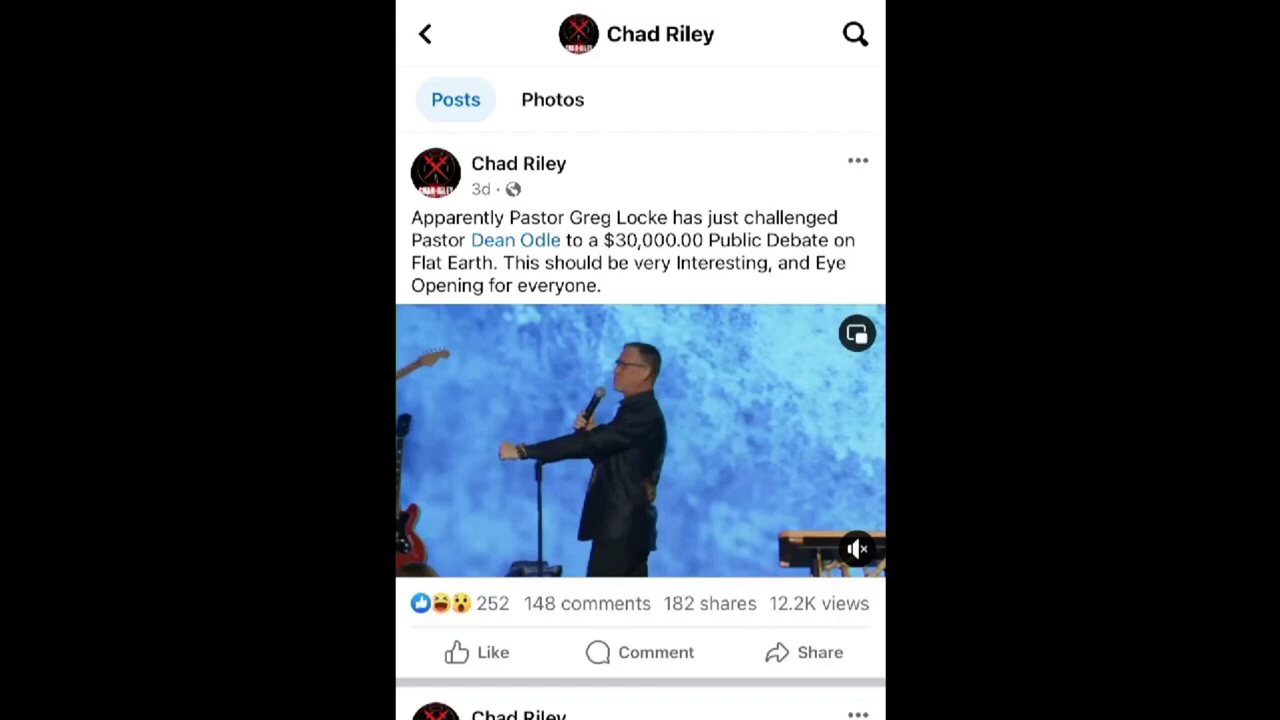 Chad Riley
Posts Photos
Chad Riley
3d ·
Apparently Pastor Greg Locke has just challenged
Pastor Dean Odle to a $30,000.00 Public Debate on
Flat Earth. This should be very Interesting, and Eye
Opening for everyone.
252 148 comments 182 shares 12.2K views
Like Comment Share
Chad Riley